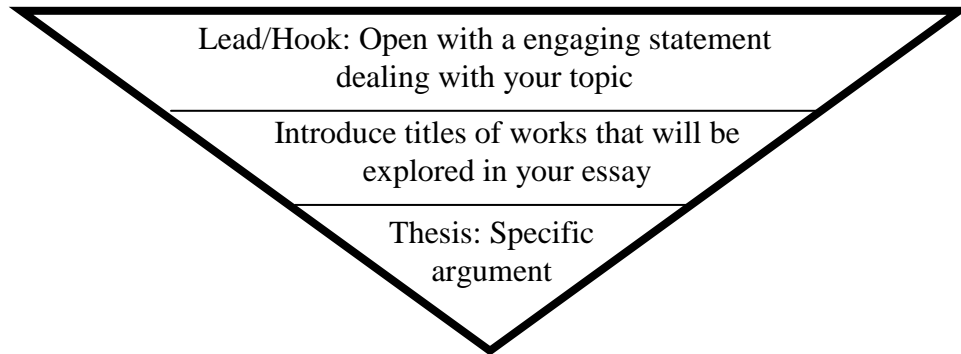 Lead/Hook: Open with a engaging statement
dealing with your topic
Introduce titles of works that will be
explored in your essay
Thesis: Specific
argument